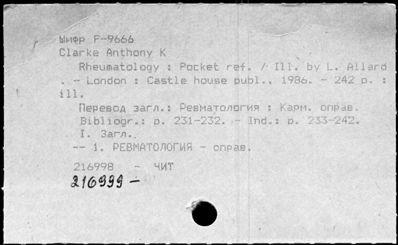 Шифр F-9666
Clarke Anthony K
Rheumatology : Pocket ref. / Ill. by L. Allard
. - London : Castle house publ., 1986. - 242 p. :
ill.
Перевод загл.: Ревматология : Карм. оправ.
Bibliogr.: p. 231-232. - Ind.: p. 233-242.
I. Загл.
-- 1. РЕВМАТОЛОГИЯ - оправ.
216998 - ЧИТ
216999 -